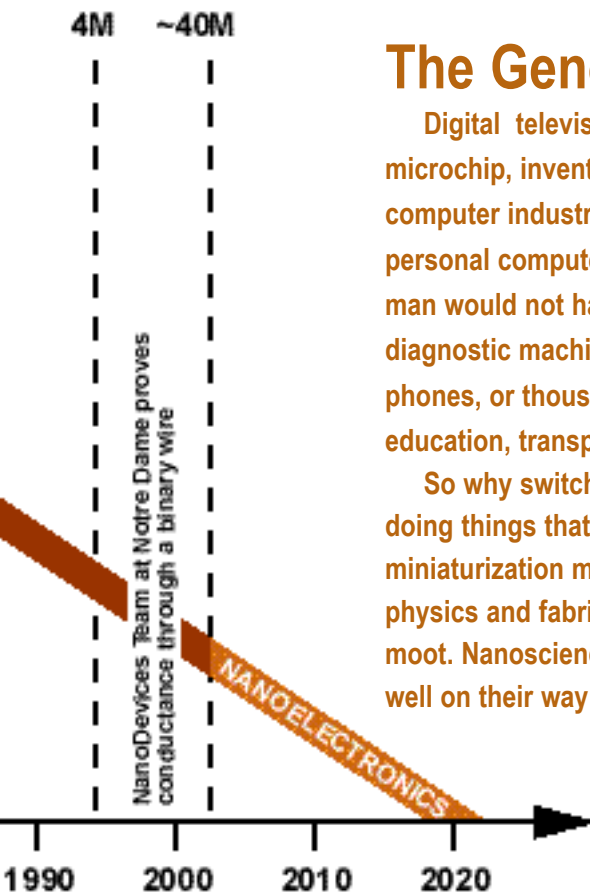 4M ~40M
The Gen
Digital televis
microchip, invent
computer industr
personal compute
man would not ha
diagnostic machi
phones, or thous
education, transp
So why switch
doing things that
miniaturization m
physics and fabri
moot. Nanoscien
well on their way
NanoDevices Team at Notre Dame proves
conductance through a binary wire
NANOELECTRONICS
1990 2000 2010 2020